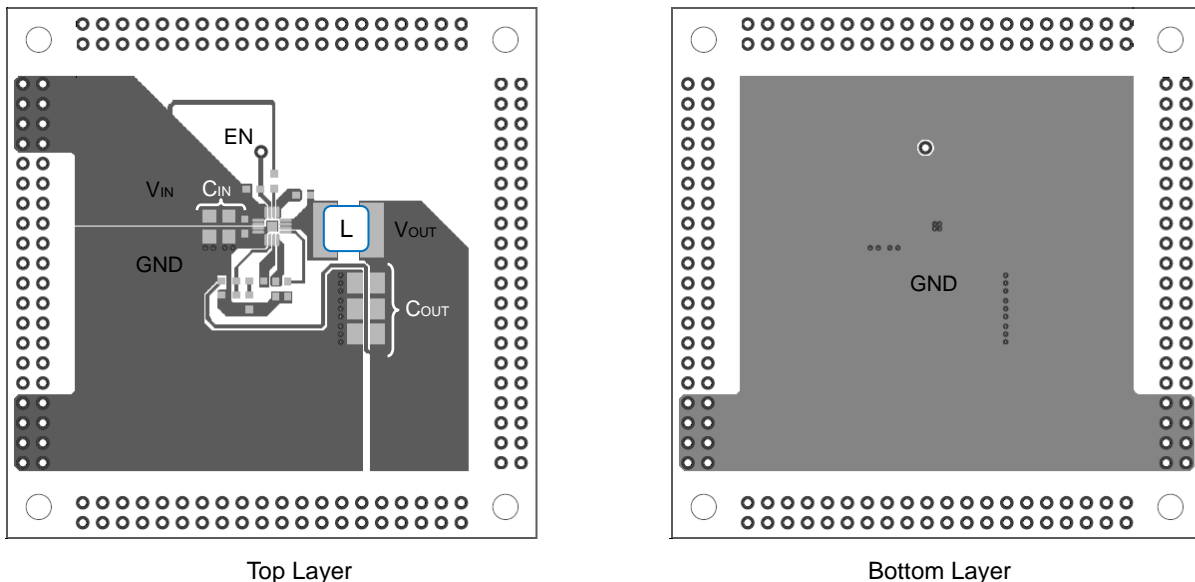 EN
VIN
CIN
L
VOUT
GND
COUT
GND
Top Layer
Bottom Layer